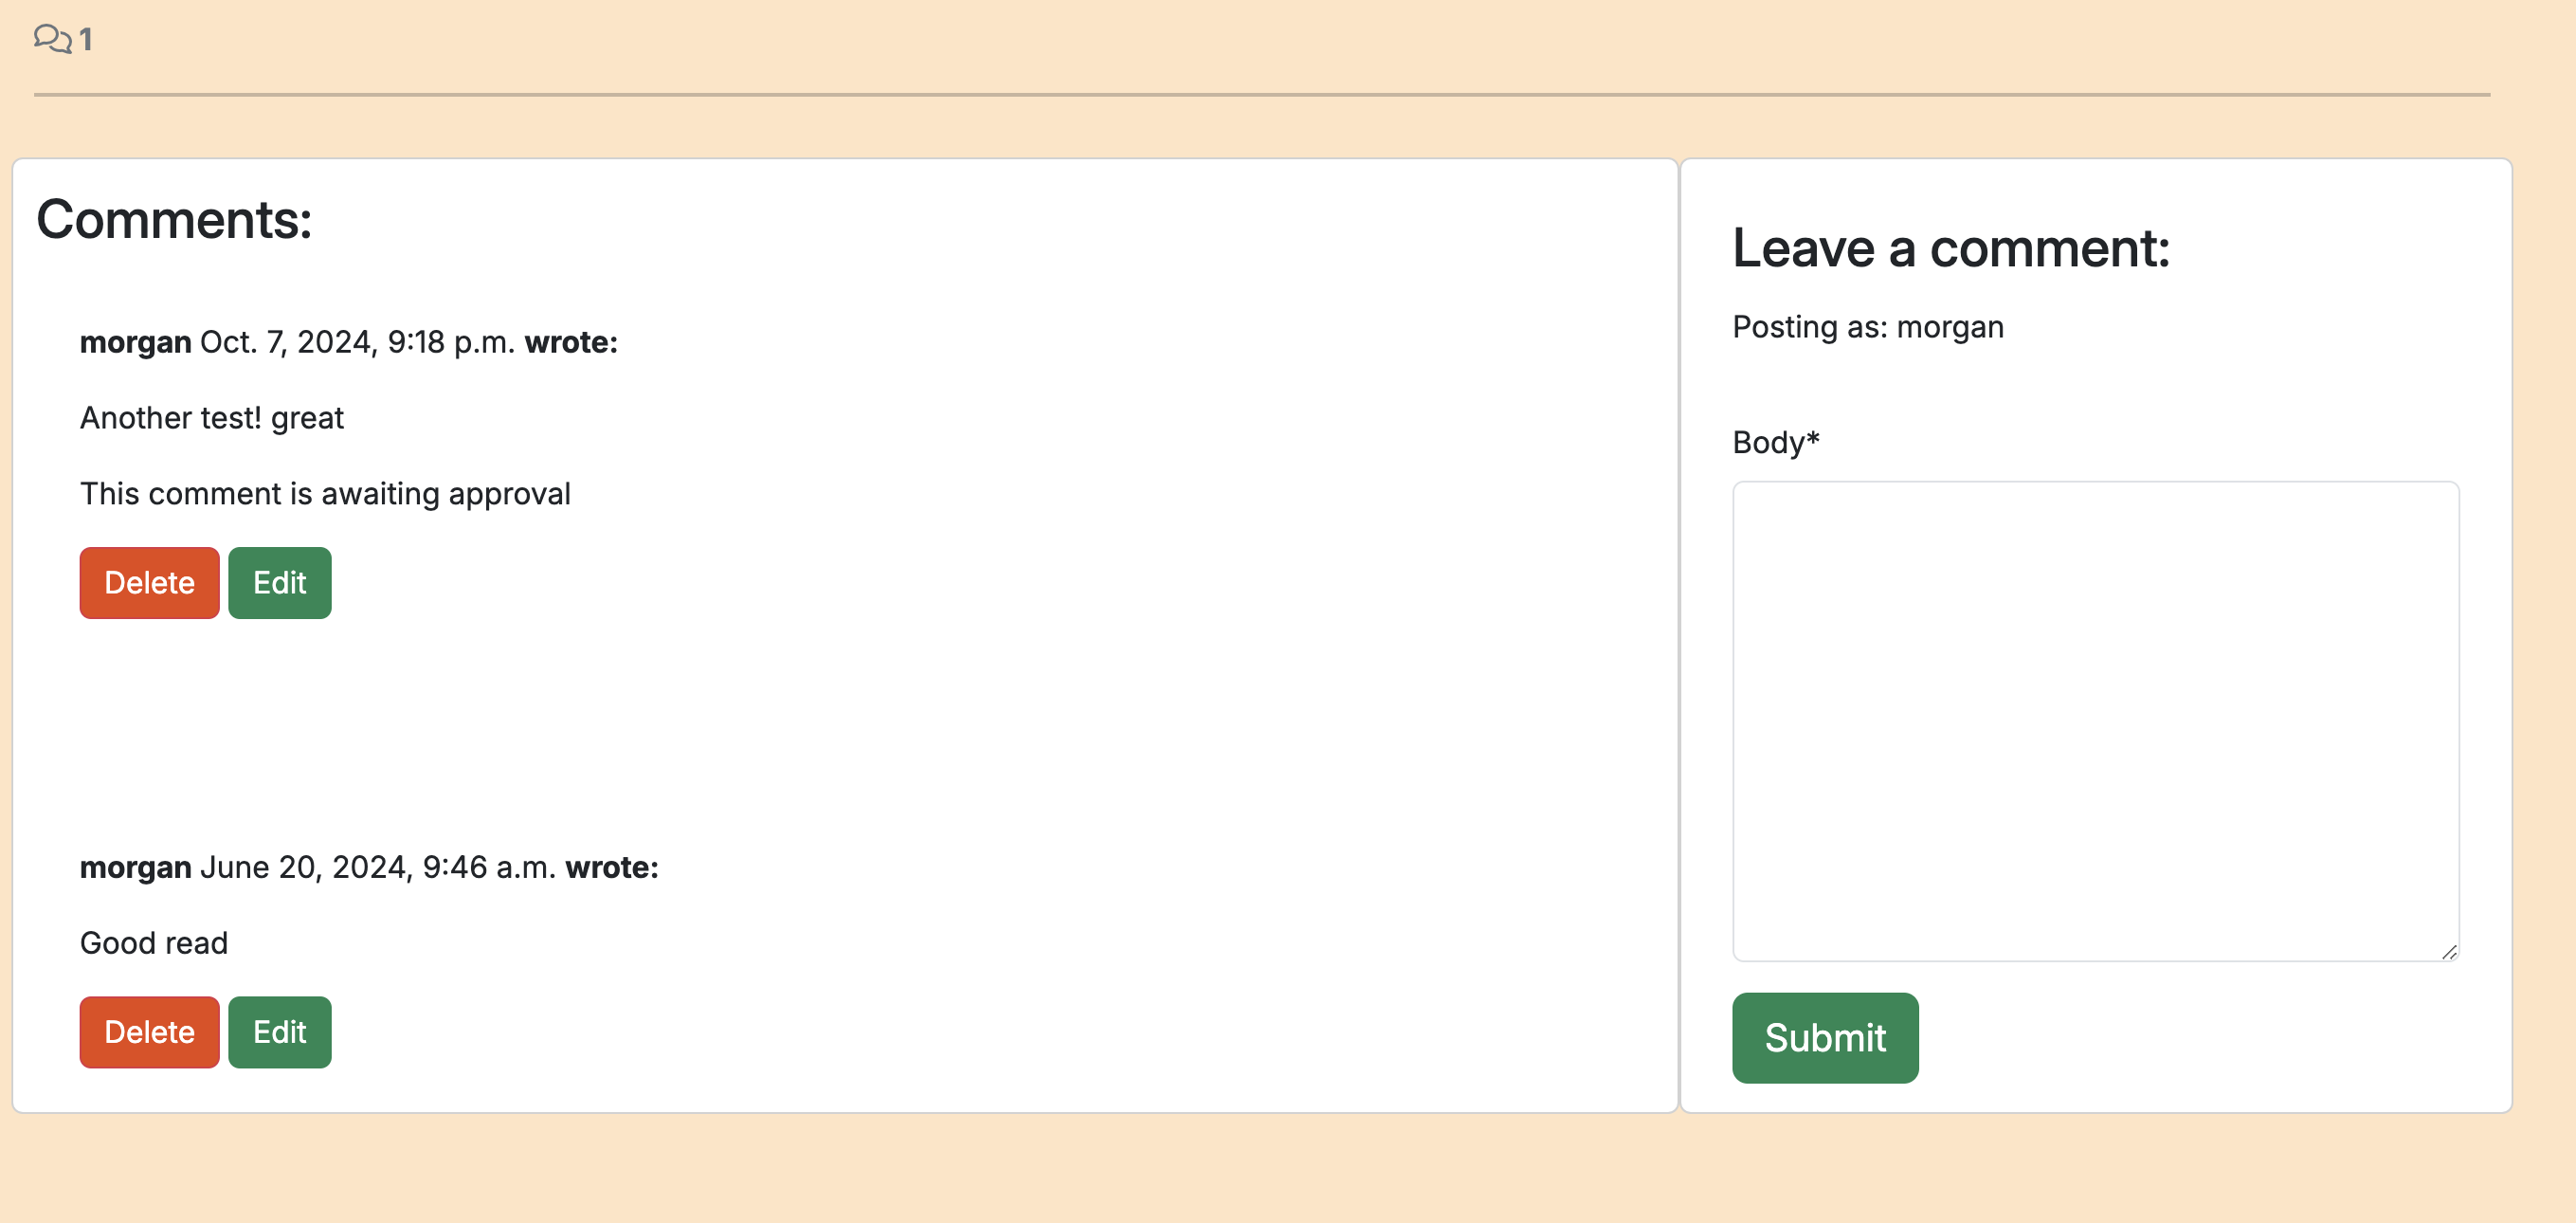 1
Comments:
morgan Oct. 7, 2024, 9:18 p.m. wrote:
Another test! great
This comment is awaiting approval
Delete Edit
morgan June 20, 2024, 9:46 a.m. wrote:
Good read
Delete Edit
Leave a comment:
Posting as: morgan
Body*
Submit